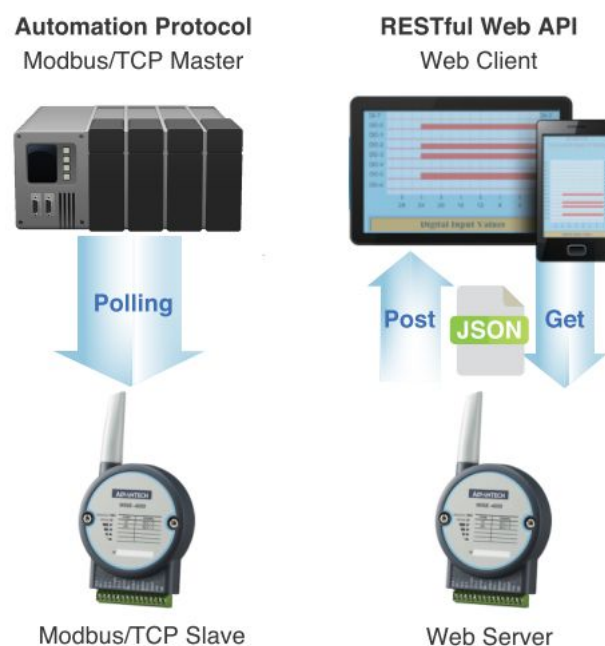 Automation Protocol
Modbus/TCP Master
RESTful Web API
Web Client
Digital Input Values
Polling
Post
JSON
Get
ADVANTECH
ADVANTECH
Modbus/TCP Slave
Web Server